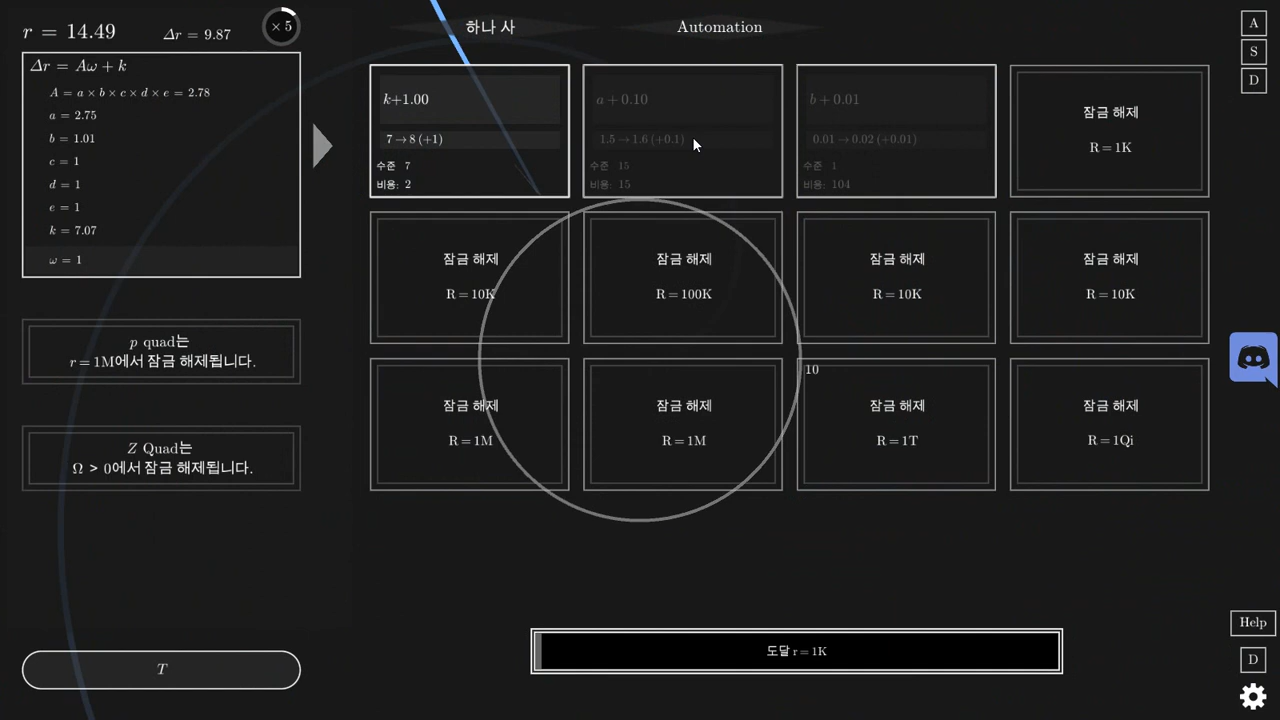 r = 14.49
Δr = 9.87
× 5
Δr = Aω + k
A = a × b × c × d × e = 2.78
a = 2.75
b = 1.01
c = 1
d = 1
e = 1
k = 7.07
ω = 1
p quad는
r = 1M에서 잠금 해제됩니다.
Z Quad는
Ω > 0에서 잠금 해제됩니다.
T
하나 사
Automation
k+1.00
7 → 8 (+1)
수준 7
비용: 2
a + 0.10
1.5 → 1.6 (+0.1)
수준 15
비용: 15
b + 0.01
0.01 → 0.02 (+0.01)
수준 1
비용: 104
잠금 해제
R = 1K
잠금 해제
R = 10K
잠금 해제
R = 100K
잠금 해제
R = 10K
잠금 해제
R = 10K
잠금 해제
R = 1M
잠금 해제
R = 1M
10
잠금 해제
R = 1T
잠금 해제
R = 1Qi
도달 r = 1K
A
S
D
Help
D